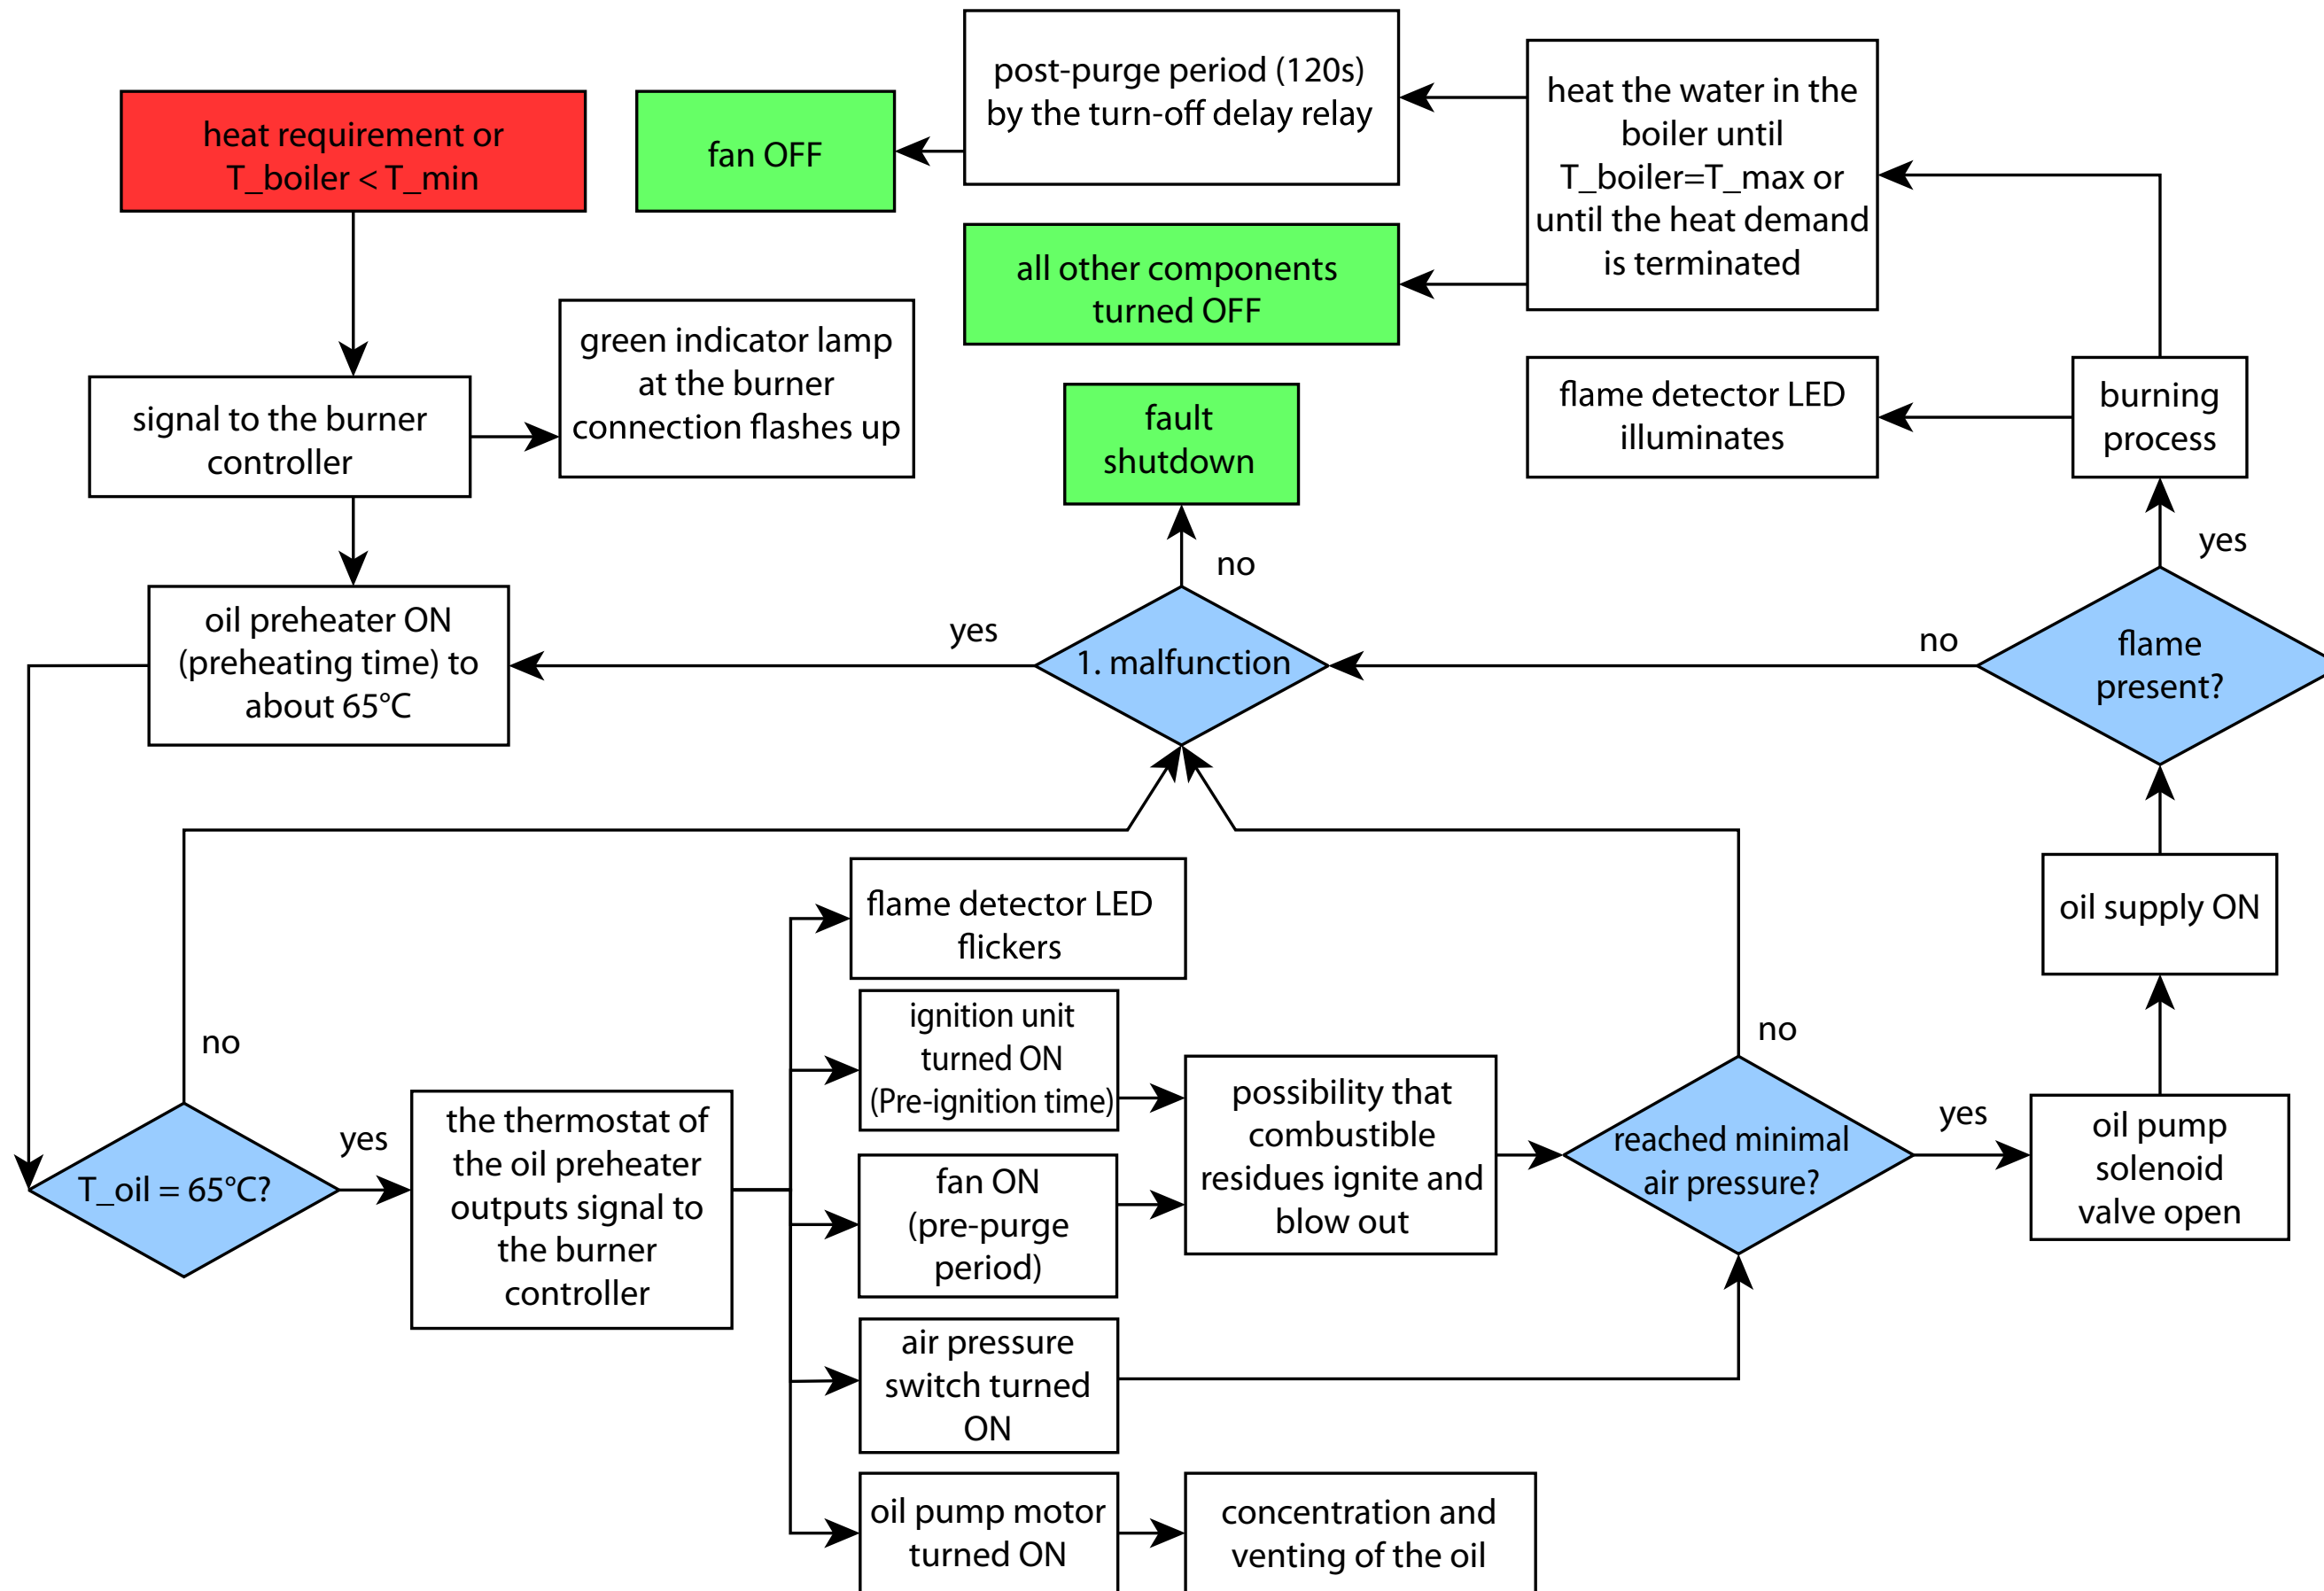 post-purge period (120s)
by the turn-off delay relay
heat the water in the
boiler until
T_boiler=T_max or
until the heat demand
is terminated
heat requirement or
T_boiler < T_min
fan OFF
all other components
turned OFF
green indicator lamp
at the burner
connection flashes up
signal to the burner
controller
fault
shutdown
flame detector LED
illuminates
burning
process
yes
no
oil preheater ON
(preheating time) to
about 65°C
yes
1. malfunction
no
flame
present?
flame detector LED
flickers
oil supply ON
no
ignition unit
turned ON
(Pre-ignition time)
no
possibility that
combustible
residues ignite and
blow out
T_oil = 65°C?
yes
the thermostat of
the oil preheater
outputs signal to
the burner
controller
fan ON
(pre-purge
period)
reached minimal
air pressure?
yes
oil pump
solenoid
valve open
air pressure
switch turned
ON
oil pump motor
turned ON
concentration and
venting of the oil